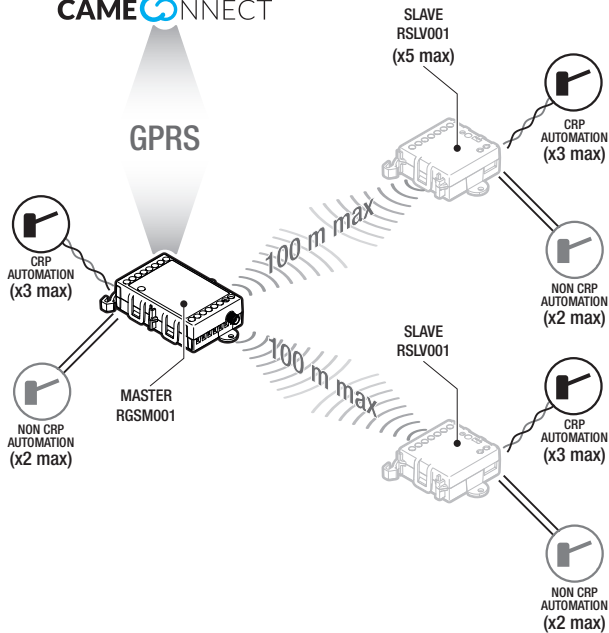 CAMECONNECT
GPRS
SLAVE
RSLV001
(x5 max)
CRP
AUTOMATION
(x3 max)
100 m max
NON CRP
AUTOMATION
(x2 max)
CRP
AUTOMATION
(x3 max)
MASTER
RGSM001
NON CRP
AUTOMATION
(x2 max)
100 m max
SLAVE
RSLV001
CRP
AUTOMATION
(x3 max)
NON CRP
AUTOMATION
(x2 max)